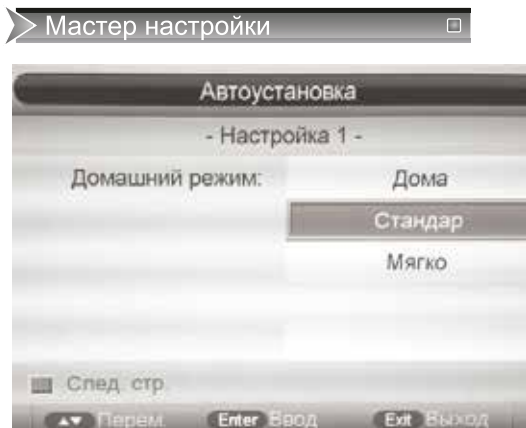 Мастер настройки
Автоустановка
- Настройка 1 -
Домашний режим: Дома
Стандар
Мягко
След стр
Перем Enter Ввод Exit Выход